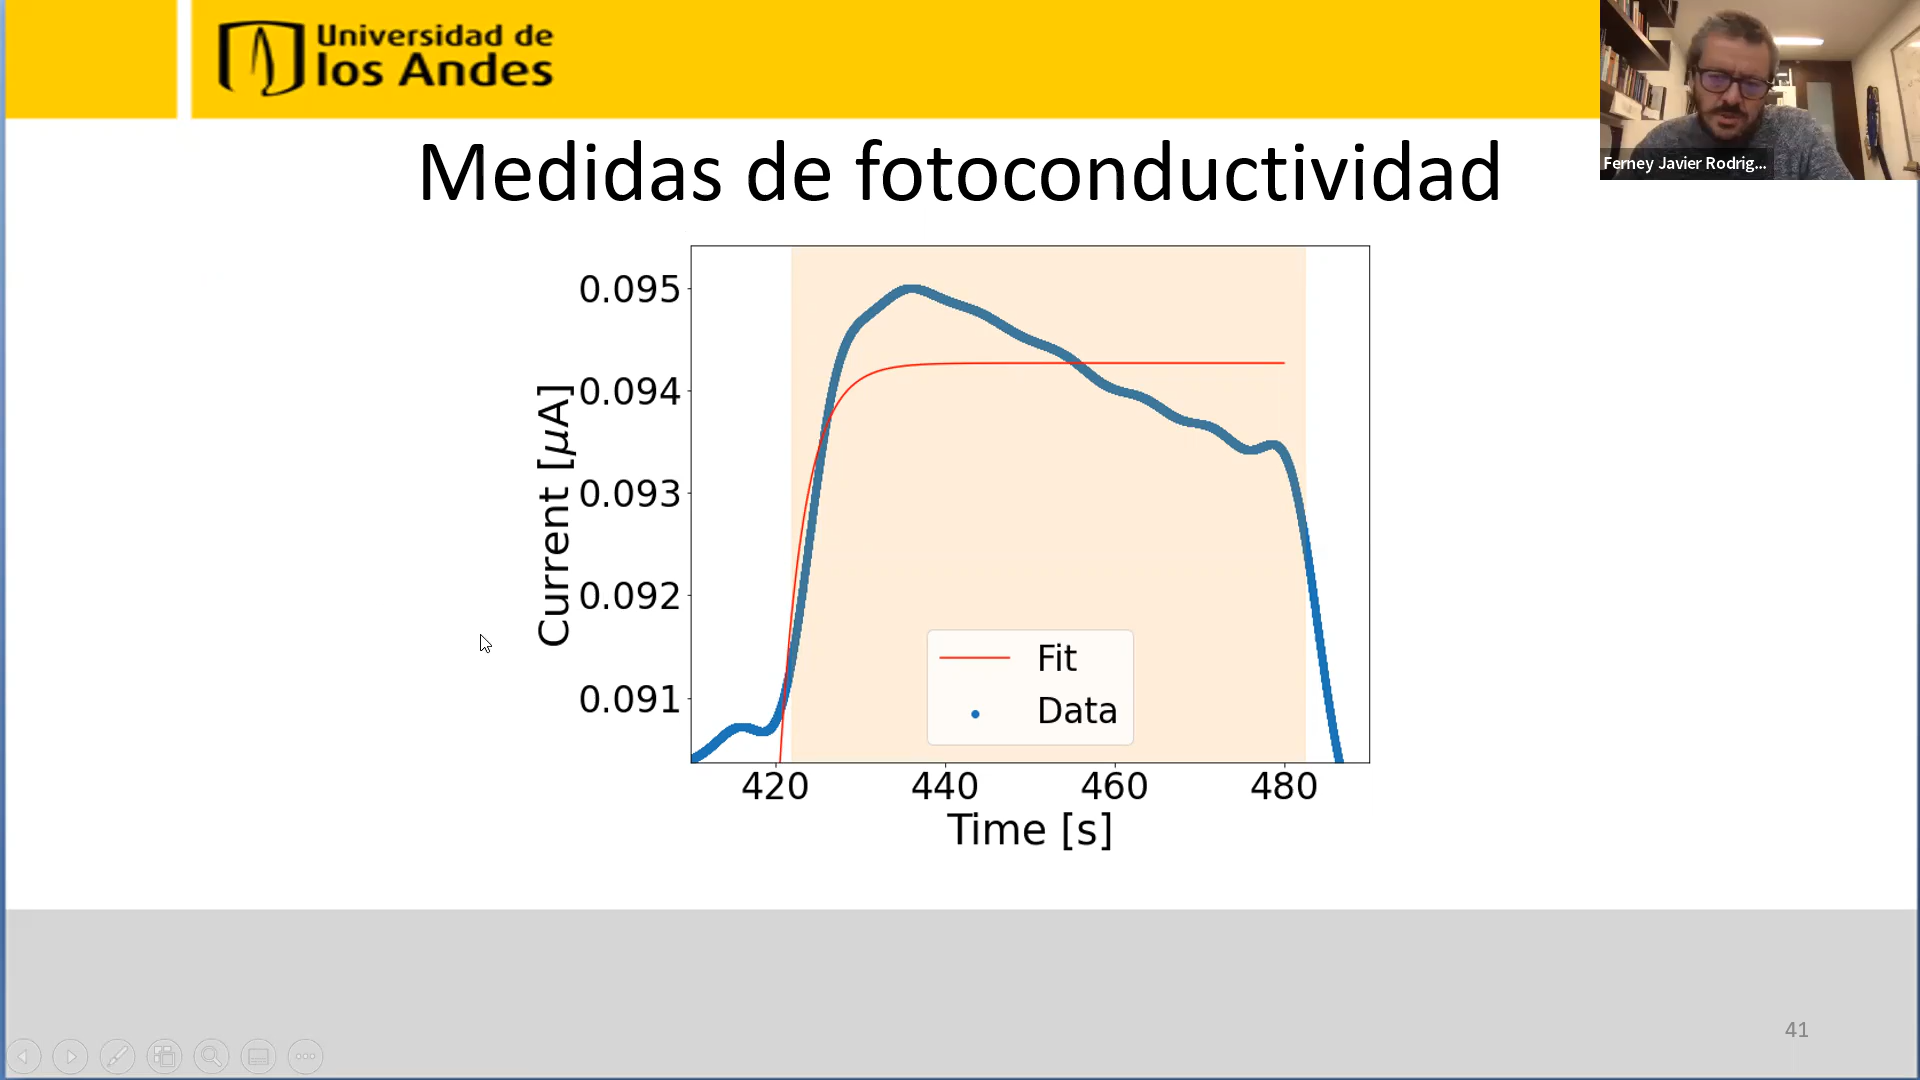 Universidad de
los Andes
Ferney Javier Rodrig...
Medidas de fotoconductividad
0.095
0.094
0.093
0.092
0.091
Current [μA]
Fit
Data
420 440 460 480
Time [s]
41